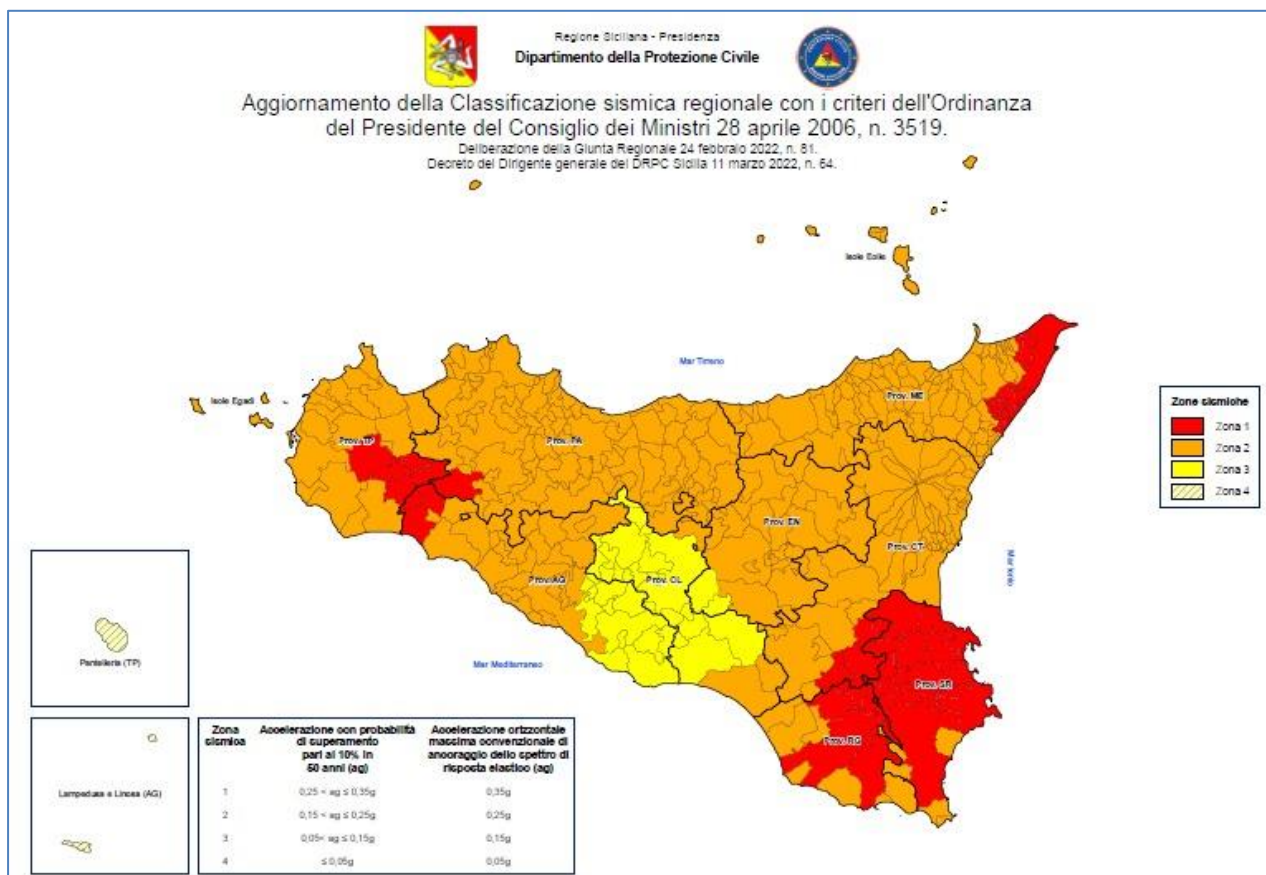 Regione Siciliana - Presidenza
Dipartimento della Protezione Civile
Aggiornamento della Classificazione sismica regionale con i criteri dell'Ordinanza
del Presidente del Consiglio dei Ministri 28 aprile 2006, n. 3519.
Deliberazione della Giunta Regionale 24 febbraio 2022, n. 81.
Decreto del Dirigente generale del DRPC Sicilia 11 marzo 2022, n. 64.
Isole Eolie
Mar Tirreno
Isole Egadi
Prov. ME
Prov. TP
Prov. PA
Prov. EN
Prov. CT
Prov. AG
Prov. CL
Mar Ionio
Mar Mediterraneo
Prov. SR
Prov. RG
Zone sismiche
Zona 1
Zona 2
Zona 3
Zona 4
Pantelleria (TP)
Lampedusa e Linosa (AG)
Zona sismica
Accelerazione con probabilità di superamento pari al 10% in 50 anni (ag)
Accelerazione orizzontale massima convenzionale di ancoraggio dello spettro di risposta elastico (ag)
1 0,25 < ag ≤ 0,35g 0,35g
2 0,15 < ag ≤ 0,25g 0,25g
3 0,05< ag ≤ 0,15g 0,15g
4 ≤ 0,05g 0,05g